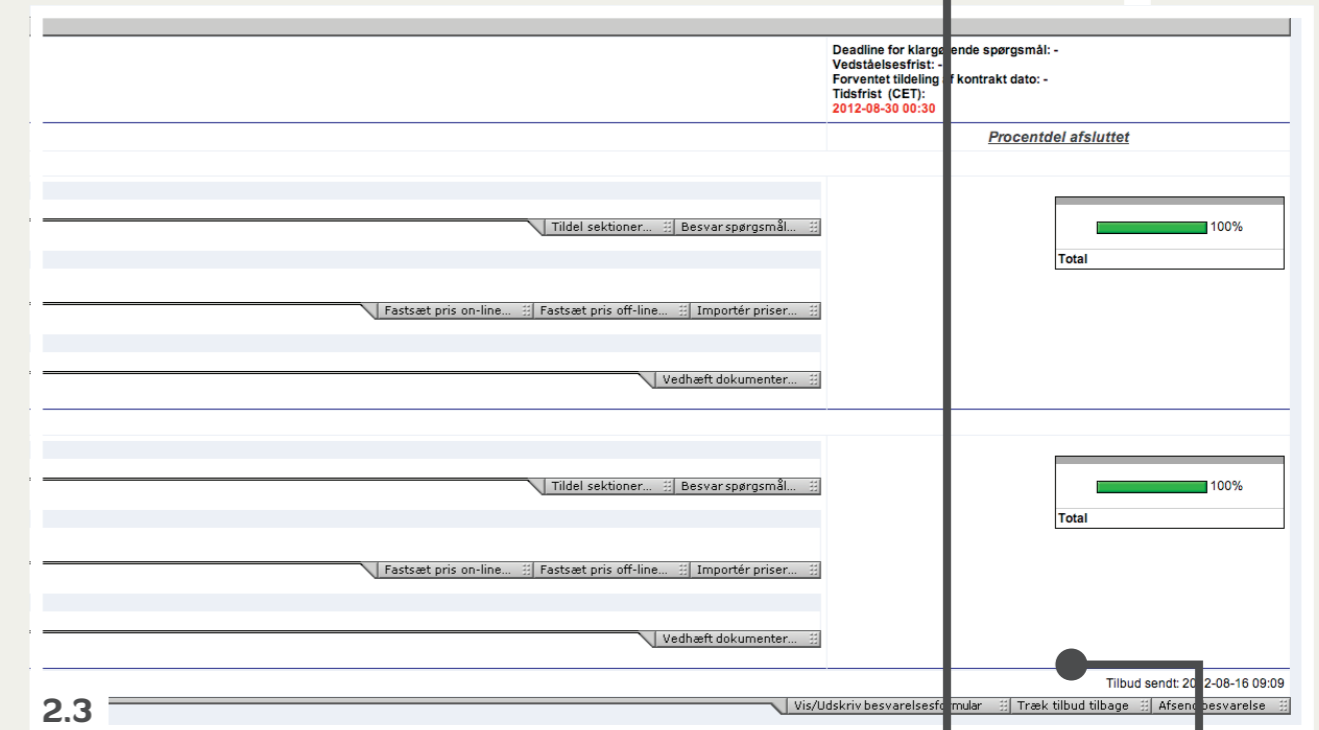 Deadline for klargørende spørgsmål: -
Vedståelsesfrist: -
Forventet tildeling af kontrakt dato: -
Tidsfrist (CET):
2012-08-30 00:30
Procentdel afsluttet
Tildel sektioner... Besvar spørgsmål...
100%
Total
Fastsæt pris on-line... Fastsæt pris off-line... Importér priser...
Vedhæft dokumenter...
Tildel sektioner... Besvar spørgsmål...
100%
Total
Fastsæt pris on-line... Fastsæt pris off-line... Importér priser...
Vedhæft dokumenter...
Tilbud sendt: 2012-08-16 09:09
2.3
Vis/Udskriv besvarelsesformular Træk tilbud tilbage Afsend besvarelse